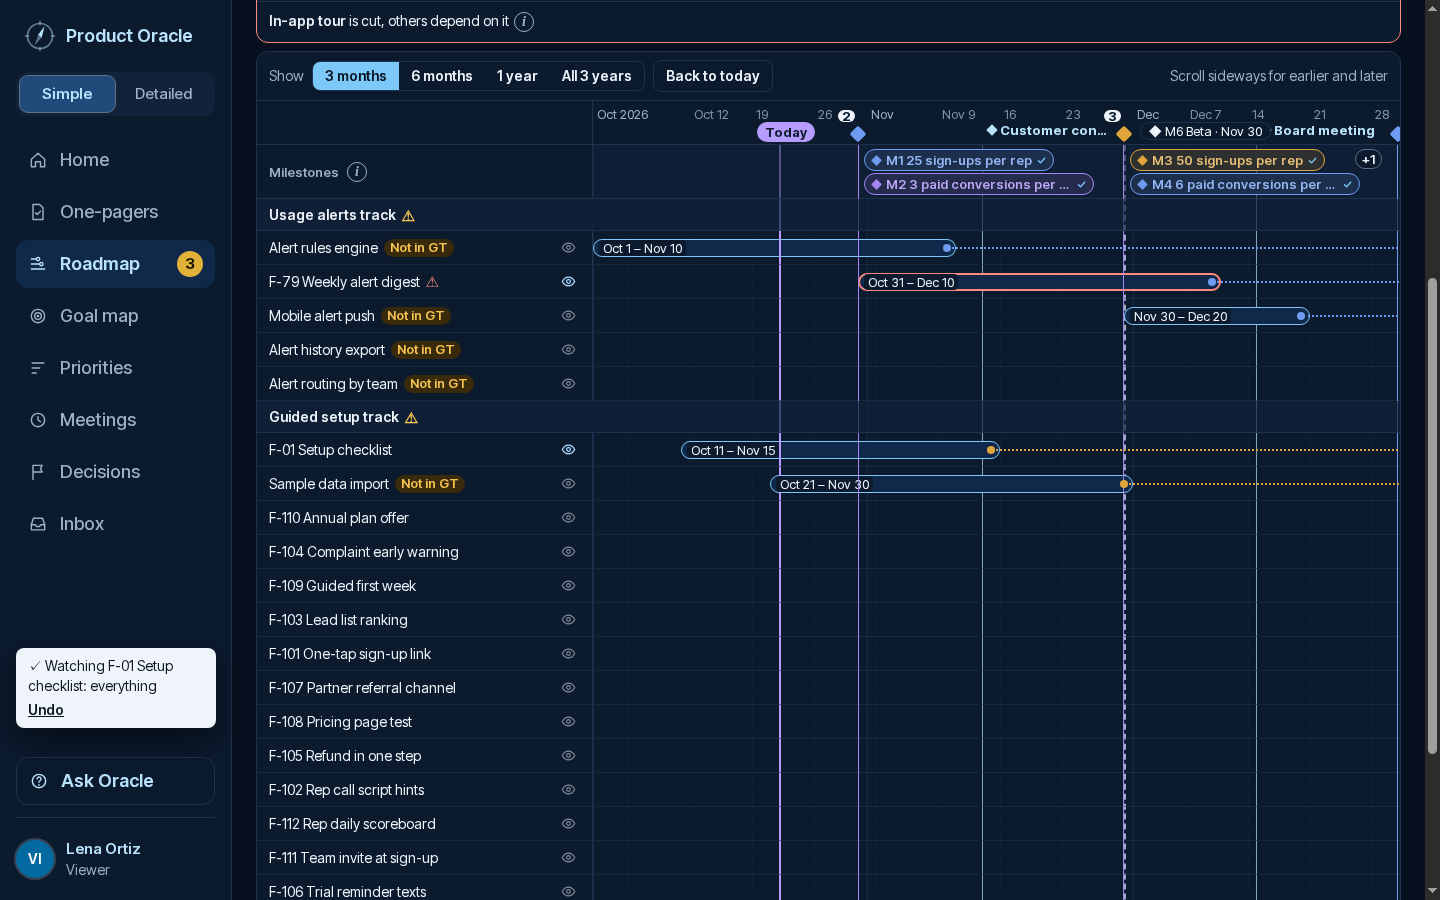 Product Oracle
Simple
Detailed
Home
One-pagers
Roadmap
3
Goal map
Priorities
Meetings
Decisions
Inbox
✓ Watching F-01 Setup
checklist: everything
Undo
Ask Oracle
VI
Lena Ortiz
Viewer
In-app tour is cut, others depend on it i
Show
3 months
6 months
1 year
All 3 years
Back to today
Scroll sideways for earlier and later
Oct 2026
Oct 12
19
26
2
Nov
Nov 9
16
23
3
Dec
Dec 7
14
21
28
Today
Customer con…
M6 Beta · Nov 30
Board meeting
Milestones i
M1 25 sign-ups per rep ✓
M3 50 sign-ups per rep ✓
+1
M2 3 paid conversions per … ✓
M4 6 paid conversions per … ✓
Usage alerts track
Alert rules engine
Not in GT
Oct 1 – Nov 10
F-79 Weekly alert digest
Oct 31 – Dec 10
Mobile alert push
Not in GT
Nov 30 – Dec 20
Alert history export
Not in GT
Alert routing by team
Not in GT
Guided setup track
F-01 Setup checklist
Oct 11 – Nov 15
Sample data import
Not in GT
Oct 21 – Nov 30
F-110 Annual plan offer
F-104 Complaint early warning
F-109 Guided first week
F-103 Lead list ranking
F-101 One-tap sign-up link
F-107 Partner referral channel
F-108 Pricing page test
F-105 Refund in one step
F-102 Rep call script hints
F-112 Rep daily scoreboard
F-111 Team invite at sign-up
F-106 Trial reminder texts